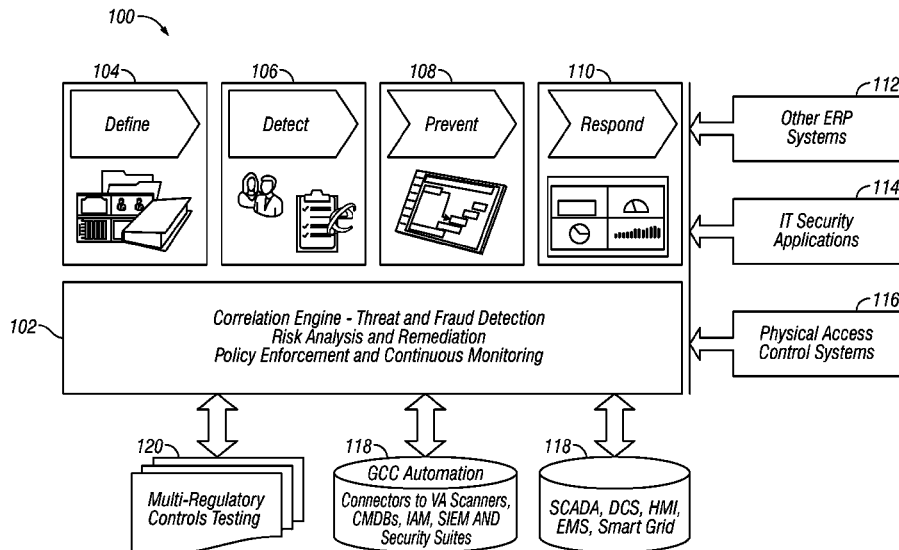 100
104
106
108
110
112
Define
Detect
Prevent
Respond
Other ERP
Systems
114
IT Security
Applications
102
Correlation Engine - Threat and Fraud Detection
Risk Analysis and Remediation
Policy Enforcement and Continuous Monitoring
116
Physical Access
Control Systems
120
Multi-Regulatory
Controls Testing
118
GCC Automation
Connectors to VA Scanners,
CMDBs, IAM, SIEM AND
Security Suites
118
SCADA, DCS, HMI,
EMS, Smart Grid